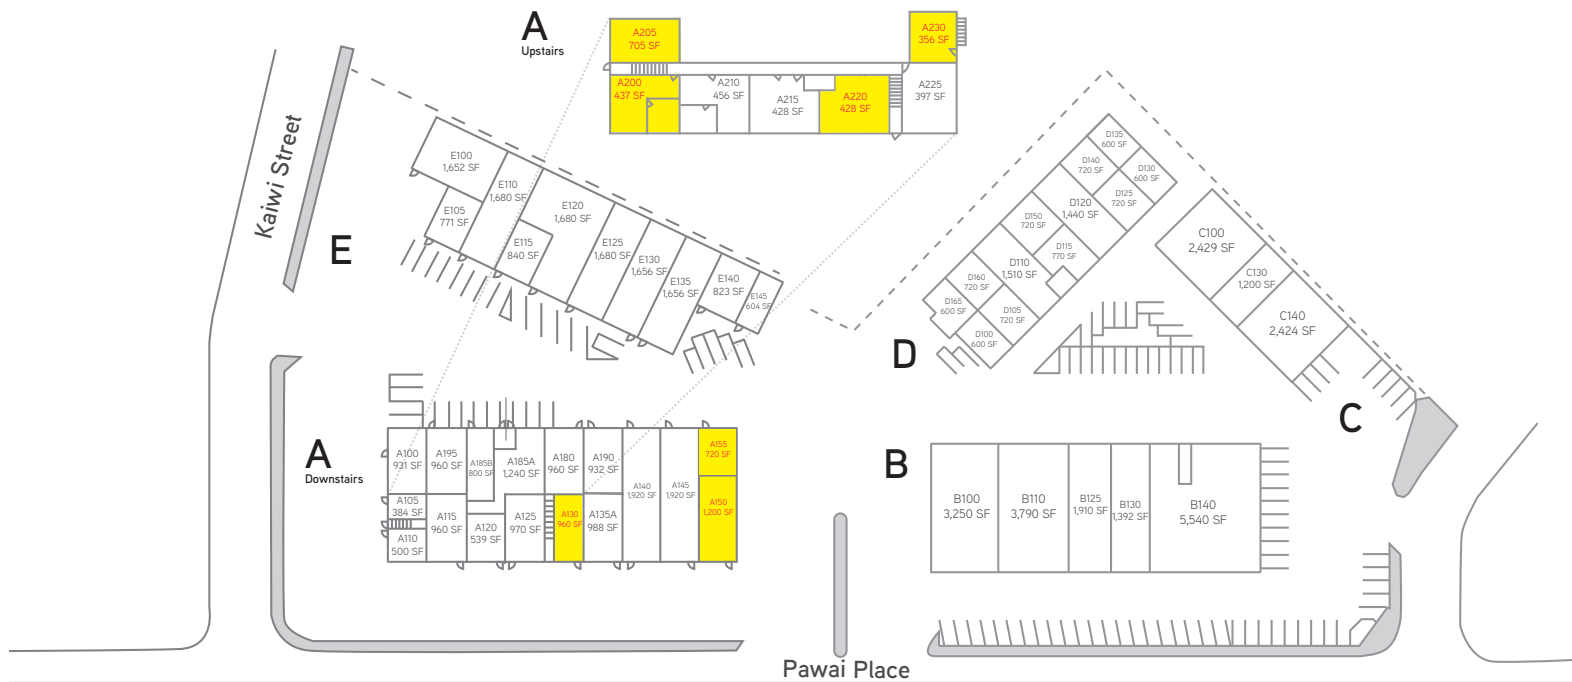 A
Upstairs
A205
705 SF
A230
356 SF
A200
437 SF
A210
456 SF
A215
428 SF
A220
428 SF
A225
397 SF
Kaiwi Street
E
E100
1,652 SF
E105
771 SF
E110
1,680 SF
E115
840 SF
E120
1,680 SF
E125
1,680 SF
E130
1,656 SF
E135
1,656 SF
E140
823 SF
E145
604 SF
D
D135
600 SF
D140
720 SF
D130
600 SF
D125
720 SF
D120
1,440 SF
D150
720 SF
D115
770 SF
D110
1,510 SF
D160
720 SF
D165
600 SF
D105
720 SF
D100
600 SF
C100
2,429 SF
C130
1,200 SF
C140
2,424 SF
C
A
Downstairs
A100
931 SF
A195
960 SF
A185B
800 SF
A185A
1,240 SF
A180
960 SF
A190
932 SF
A140
1,920 SF
A145
1,920 SF
A155
720 SF
A105
384 SF
A110
500 SF
A115
960 SF
A120
539 SF
A125
970 SF
A130
960 SF
A135A
988 SF
A150
1,200 SF
B
B100
3,250 SF
B110
3,790 SF
B125
1,910 SF
B130
1,392 SF
B140
5,540 SF
Pawai Place